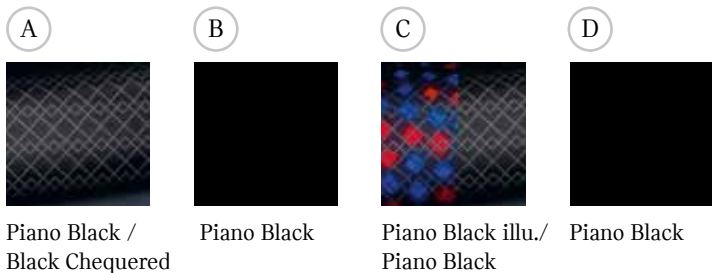 A
B
C
D
Piano Black /
Black Chequered
Piano Black
Piano Black illu./
Piano Black
Piano Black